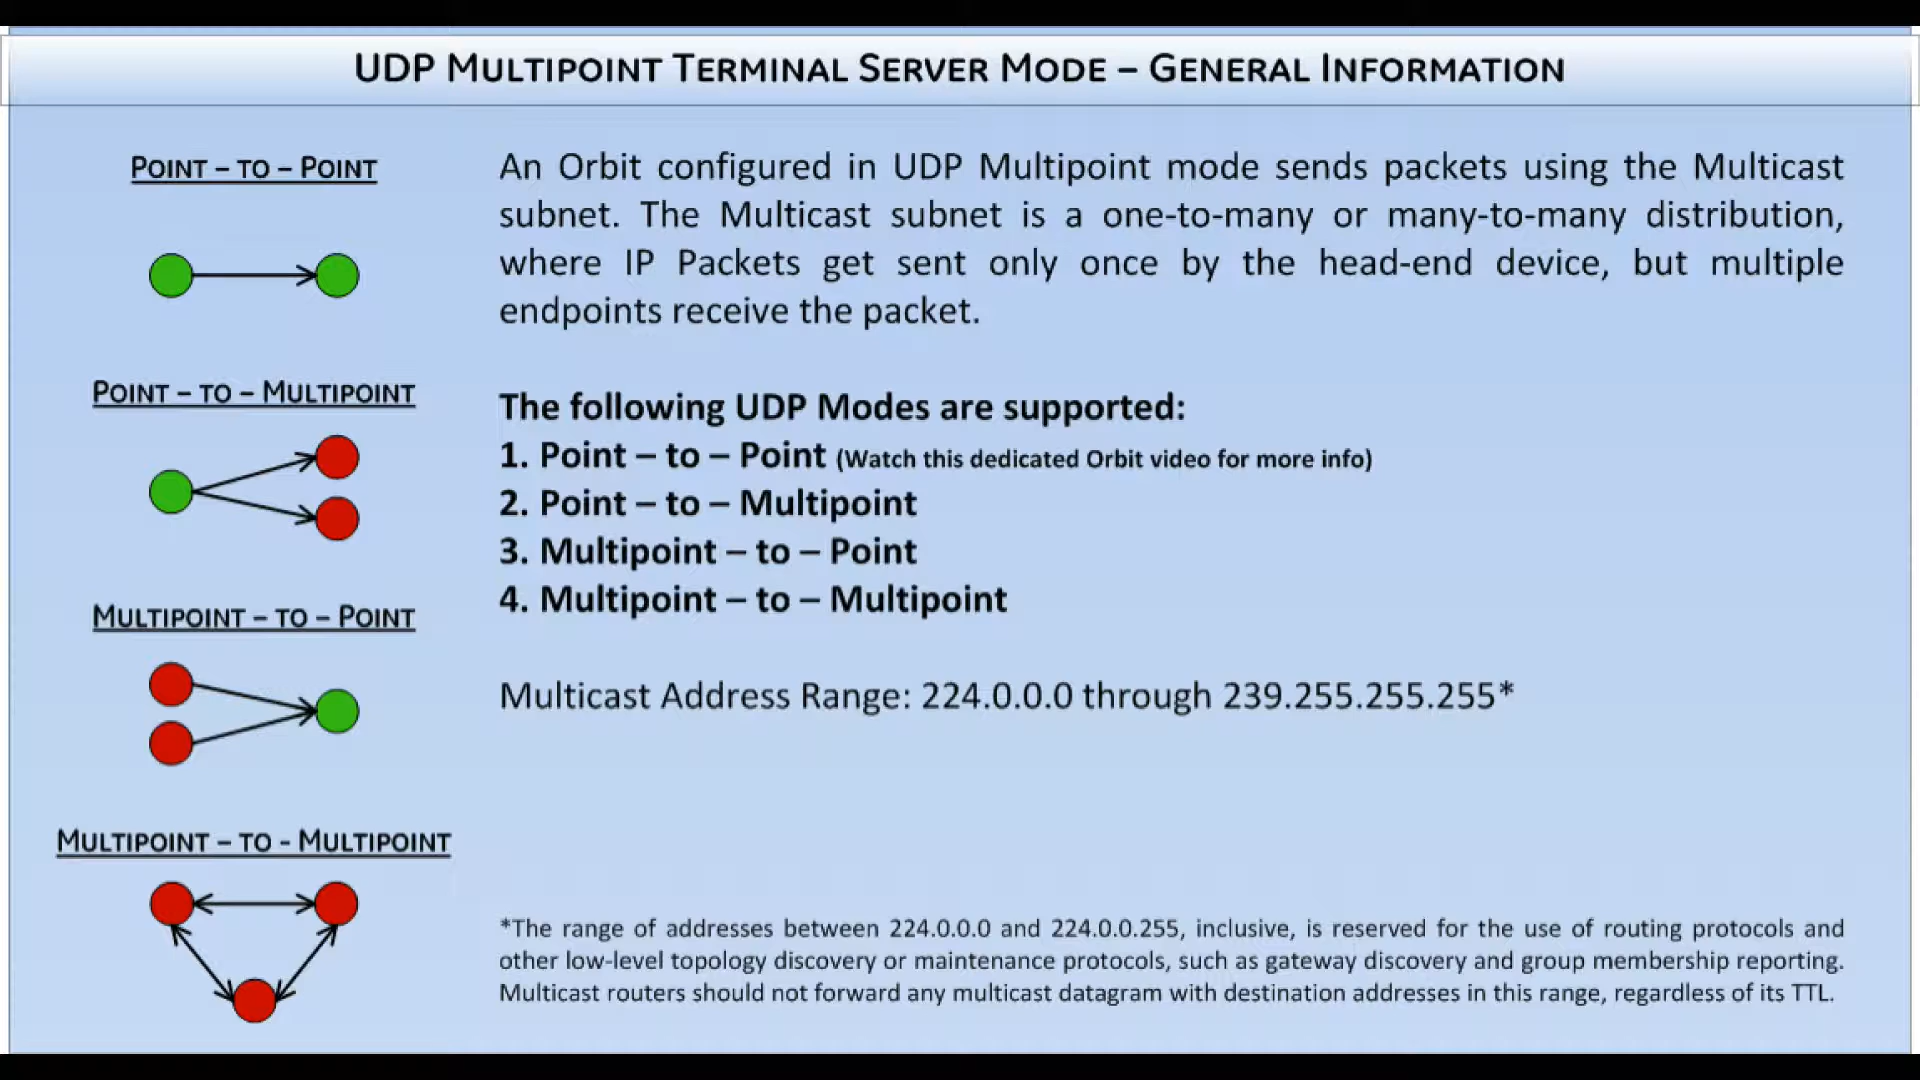 UDP Multipoint Terminal Server Mode – General Information
Point – to – Point
Point – to – Multipoint
Multipoint – to – Point
Multipoint – to - Multipoint
An Orbit configured in UDP Multipoint mode sends packets using the Multicast
subnet. The Multicast subnet is a one-to-many or many-to-many distribution,
where IP Packets get sent only once by the head-end device, but multiple
endpoints receive the packet.
The following UDP Modes are supported:
1. Point – to – Point (Watch this dedicated Orbit video for more info)
2. Point – to – Multipoint
3. Multipoint – to – Point
4. Multipoint – to – Multipoint
Multicast Address Range: 224.0.0.0 through 239.255.255.255*
*The range of addresses between 224.0.0.0 and 224.0.0.255, inclusive, is reserved for the use of routing protocols and
other low-level topology discovery or maintenance protocols, such as gateway discovery and group membership reporting.
Multicast routers should not forward any multicast datagram with destination addresses in this range, regardless of its TTL.